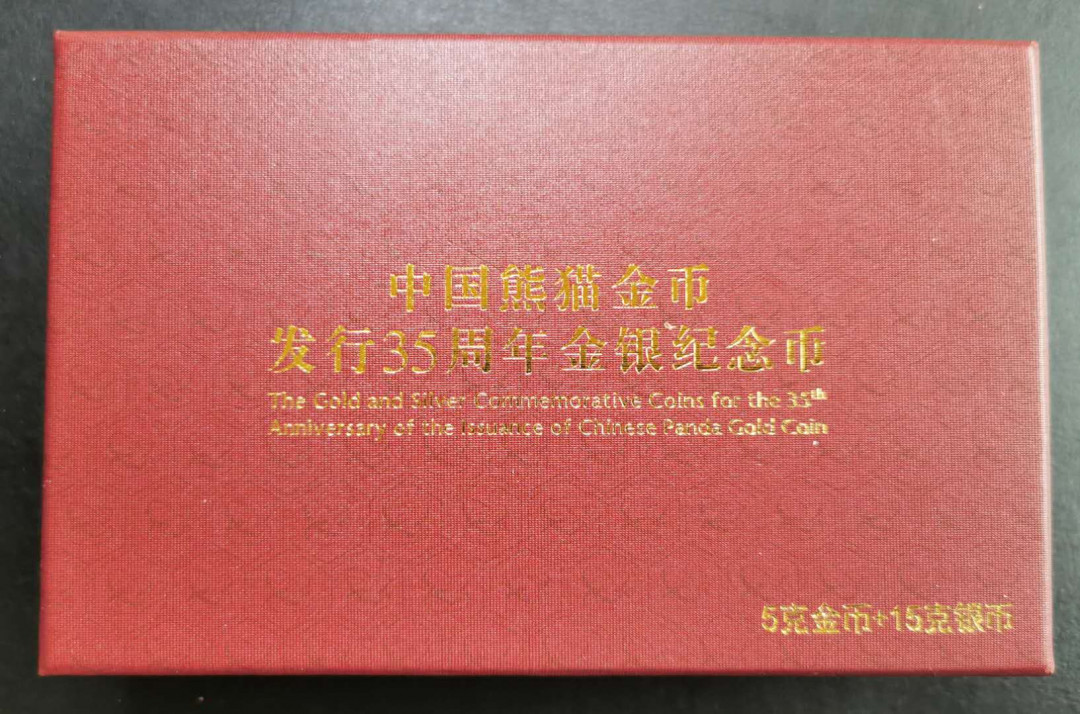 中国熊猫金币
发行35周年金银纪念币
The Gold and Silver Commemorative Coins for the 35th
Anniversary of the Issuance of Chinese Panda Gold Coin
5克金币+15克银币